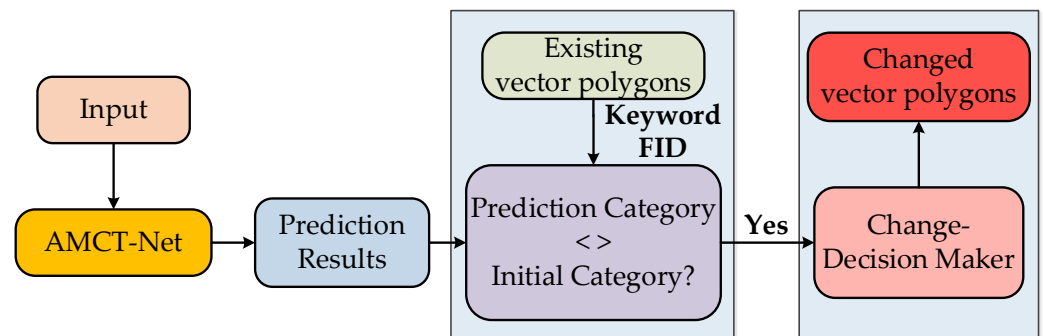 Input
AMCT-Net
Prediction
Results
Existing
vector polygons
Keyword
FID
Prediction Category
< >
Initial Category?
Yes
Changed
vector polygons
Change-
Decision Maker